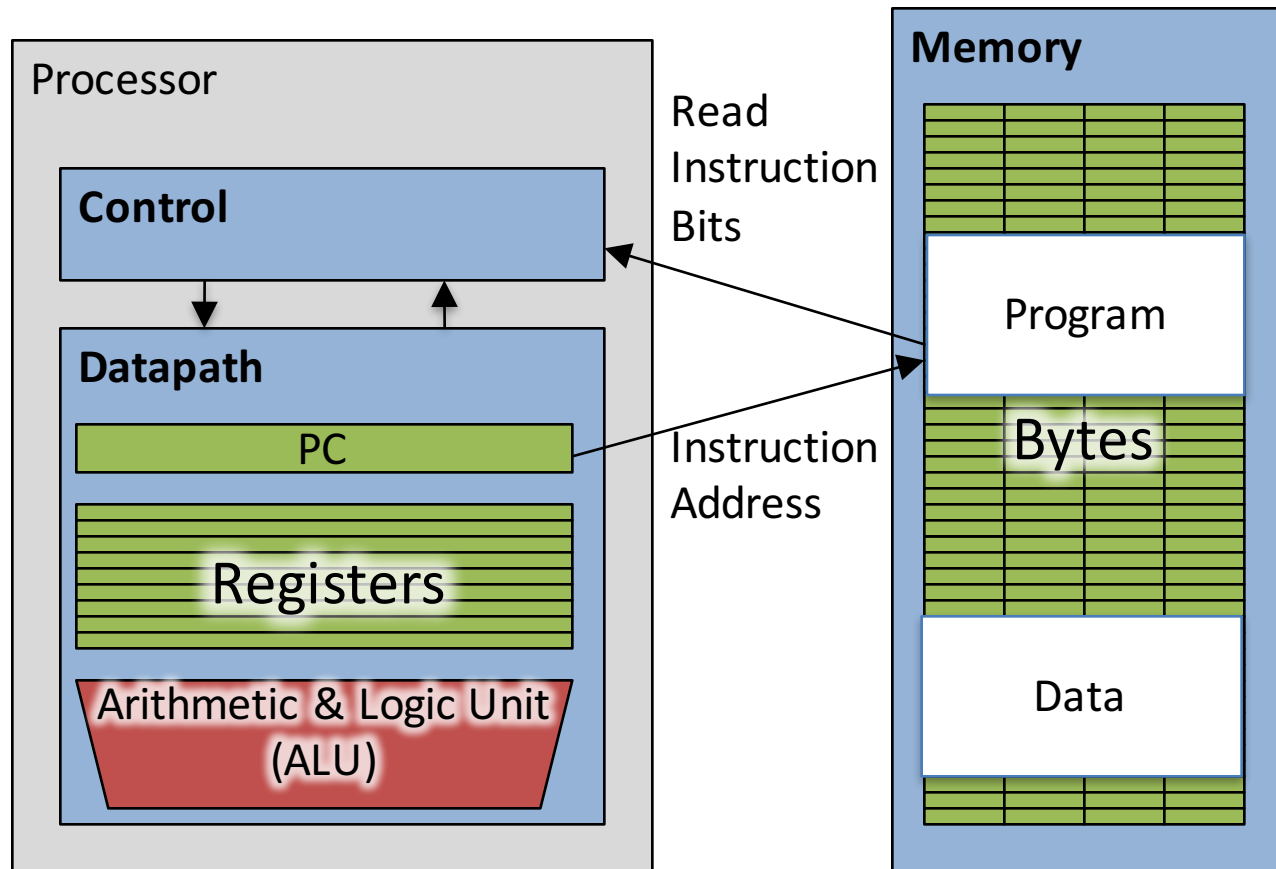 Processor
Control
Datapath
PC
Registers
Arithmetic & Logic Unit
(ALU)
Read
Instruction
Bits
Instruction
Address
Memory
Program
Bytes
Data